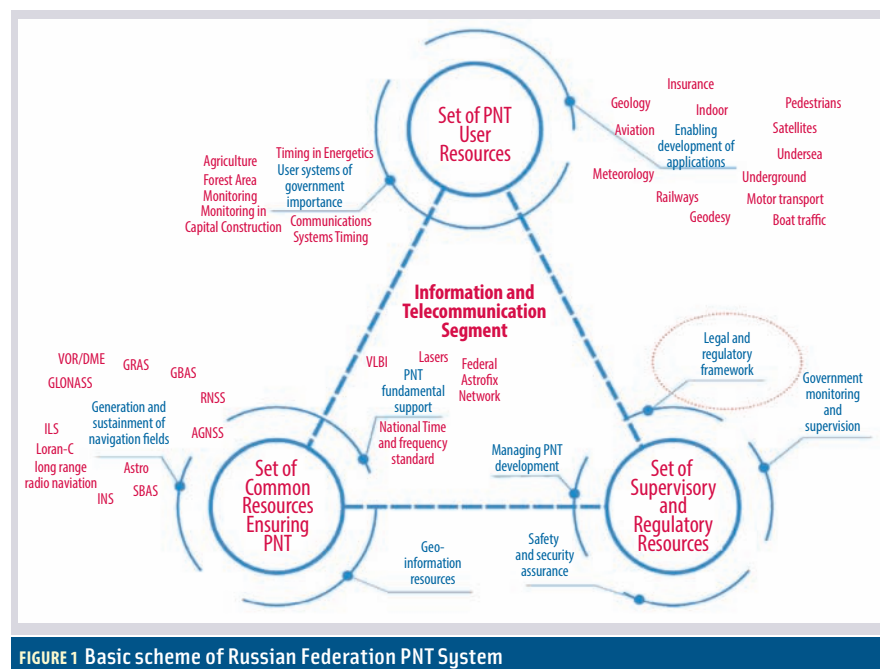 Set of PNT
User
Resources
Insurance
Geology
Indoor
Pedestrians
Aviation
Enabling
development of
applications
Satellites
Undersea
Meteorology
Underground
Railways
Motor transport
Geodesy
Boat traffic
Agriculture
Forest Area
Monitoring
Monitoring in
Capital Construction
Timing in Energetics
User systems of
government
importance
Communications
Systems Timing
Information and
Telecommunication
Segment
VLBI
Lasers
Federal
Astrofix
Network
PNT
fundamental
support
National Time
and frequency
standard
VOR/DME
GRAS
GBAS
GLONASS
RNSS
Generation and
sustainment of
navigation fields
ILS
AGNSS
Loran-C
long range
radio naviation
Astro
INS
SBAS
Set of
Common
Resources
Ensuring
PNT
Geo-
information
resources
Legal and
regulatory
framework
Government
monitoring
and
supervision
Managing PNT
development
Set of
Supervisory
and
Regulatory
Resources
Safety
and security
assurance
FIGURE 1 Basic scheme of Russian Federation PNT System